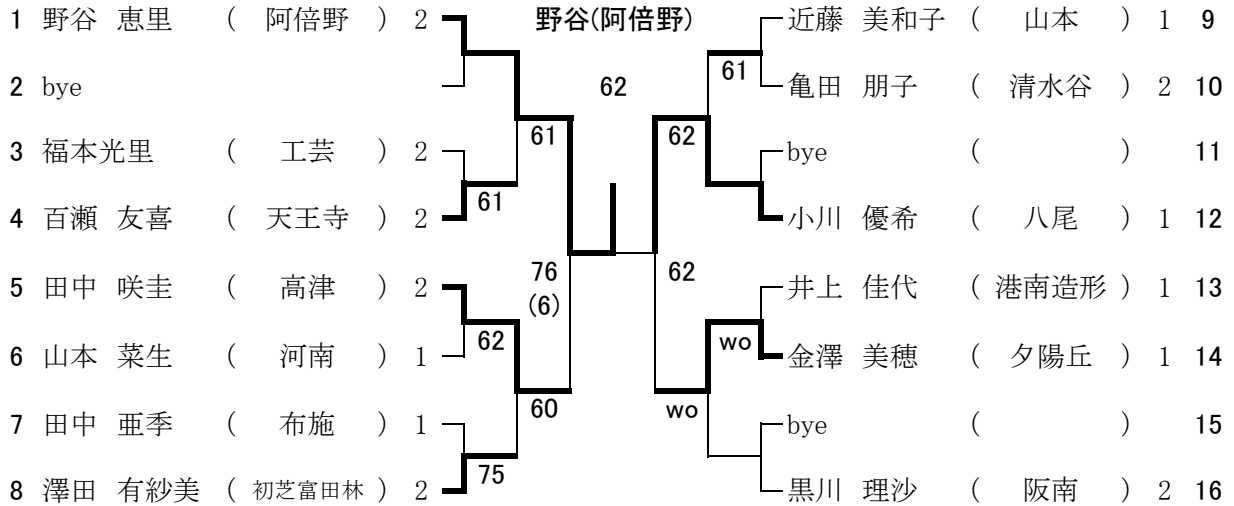 1 野谷 恵里 ( 阿倍野 ) 2
2 bye
3 福本光里 ( 工芸 ) 2
4 百瀬 友喜 ( 天王寺 ) 2
5 田中 咲圭 ( 高津 ) 2
6 山本 菜生 ( 河南 ) 1
7 田中 亜季 ( 布施 ) 1
8 澤田 有紗美 ( 初芝富田林 ) 2
61
62
75
61
60
76
(6)
野谷(阿倍野)
62
62
62
wo
61
wo
近藤 美和子 ( 山本 ) 1 9
亀田 朋子 ( 清水谷 ) 2 10
bye ( ) 11
小川 優希 ( 八尾 ) 1 12
井上 佳代 ( 港南造形 ) 1 13
金澤 美穂 ( 夕陽丘 ) 1 14
bye ( ) 15
黒川 理沙 ( 阪南 ) 2 16